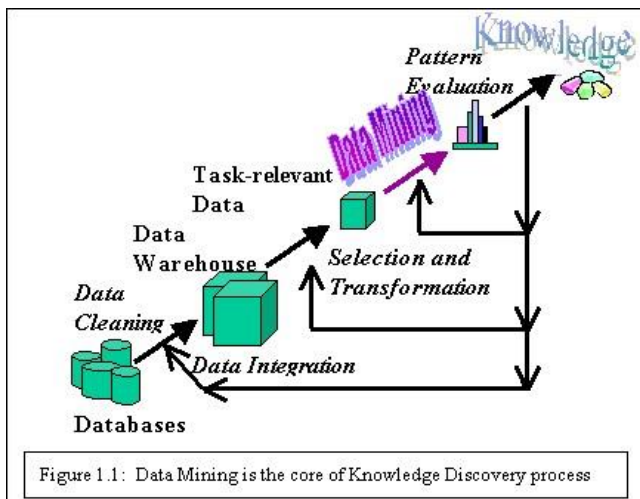 Knowledge
Pattern
Evaluation
Data Mining
Task-relevant
Data
Data
Warehouse
Selection and
Transformation
Data
Cleaning
Data Integration
Databases
Figure 1.1: Data Mining is the core of Knowledge Discovery process